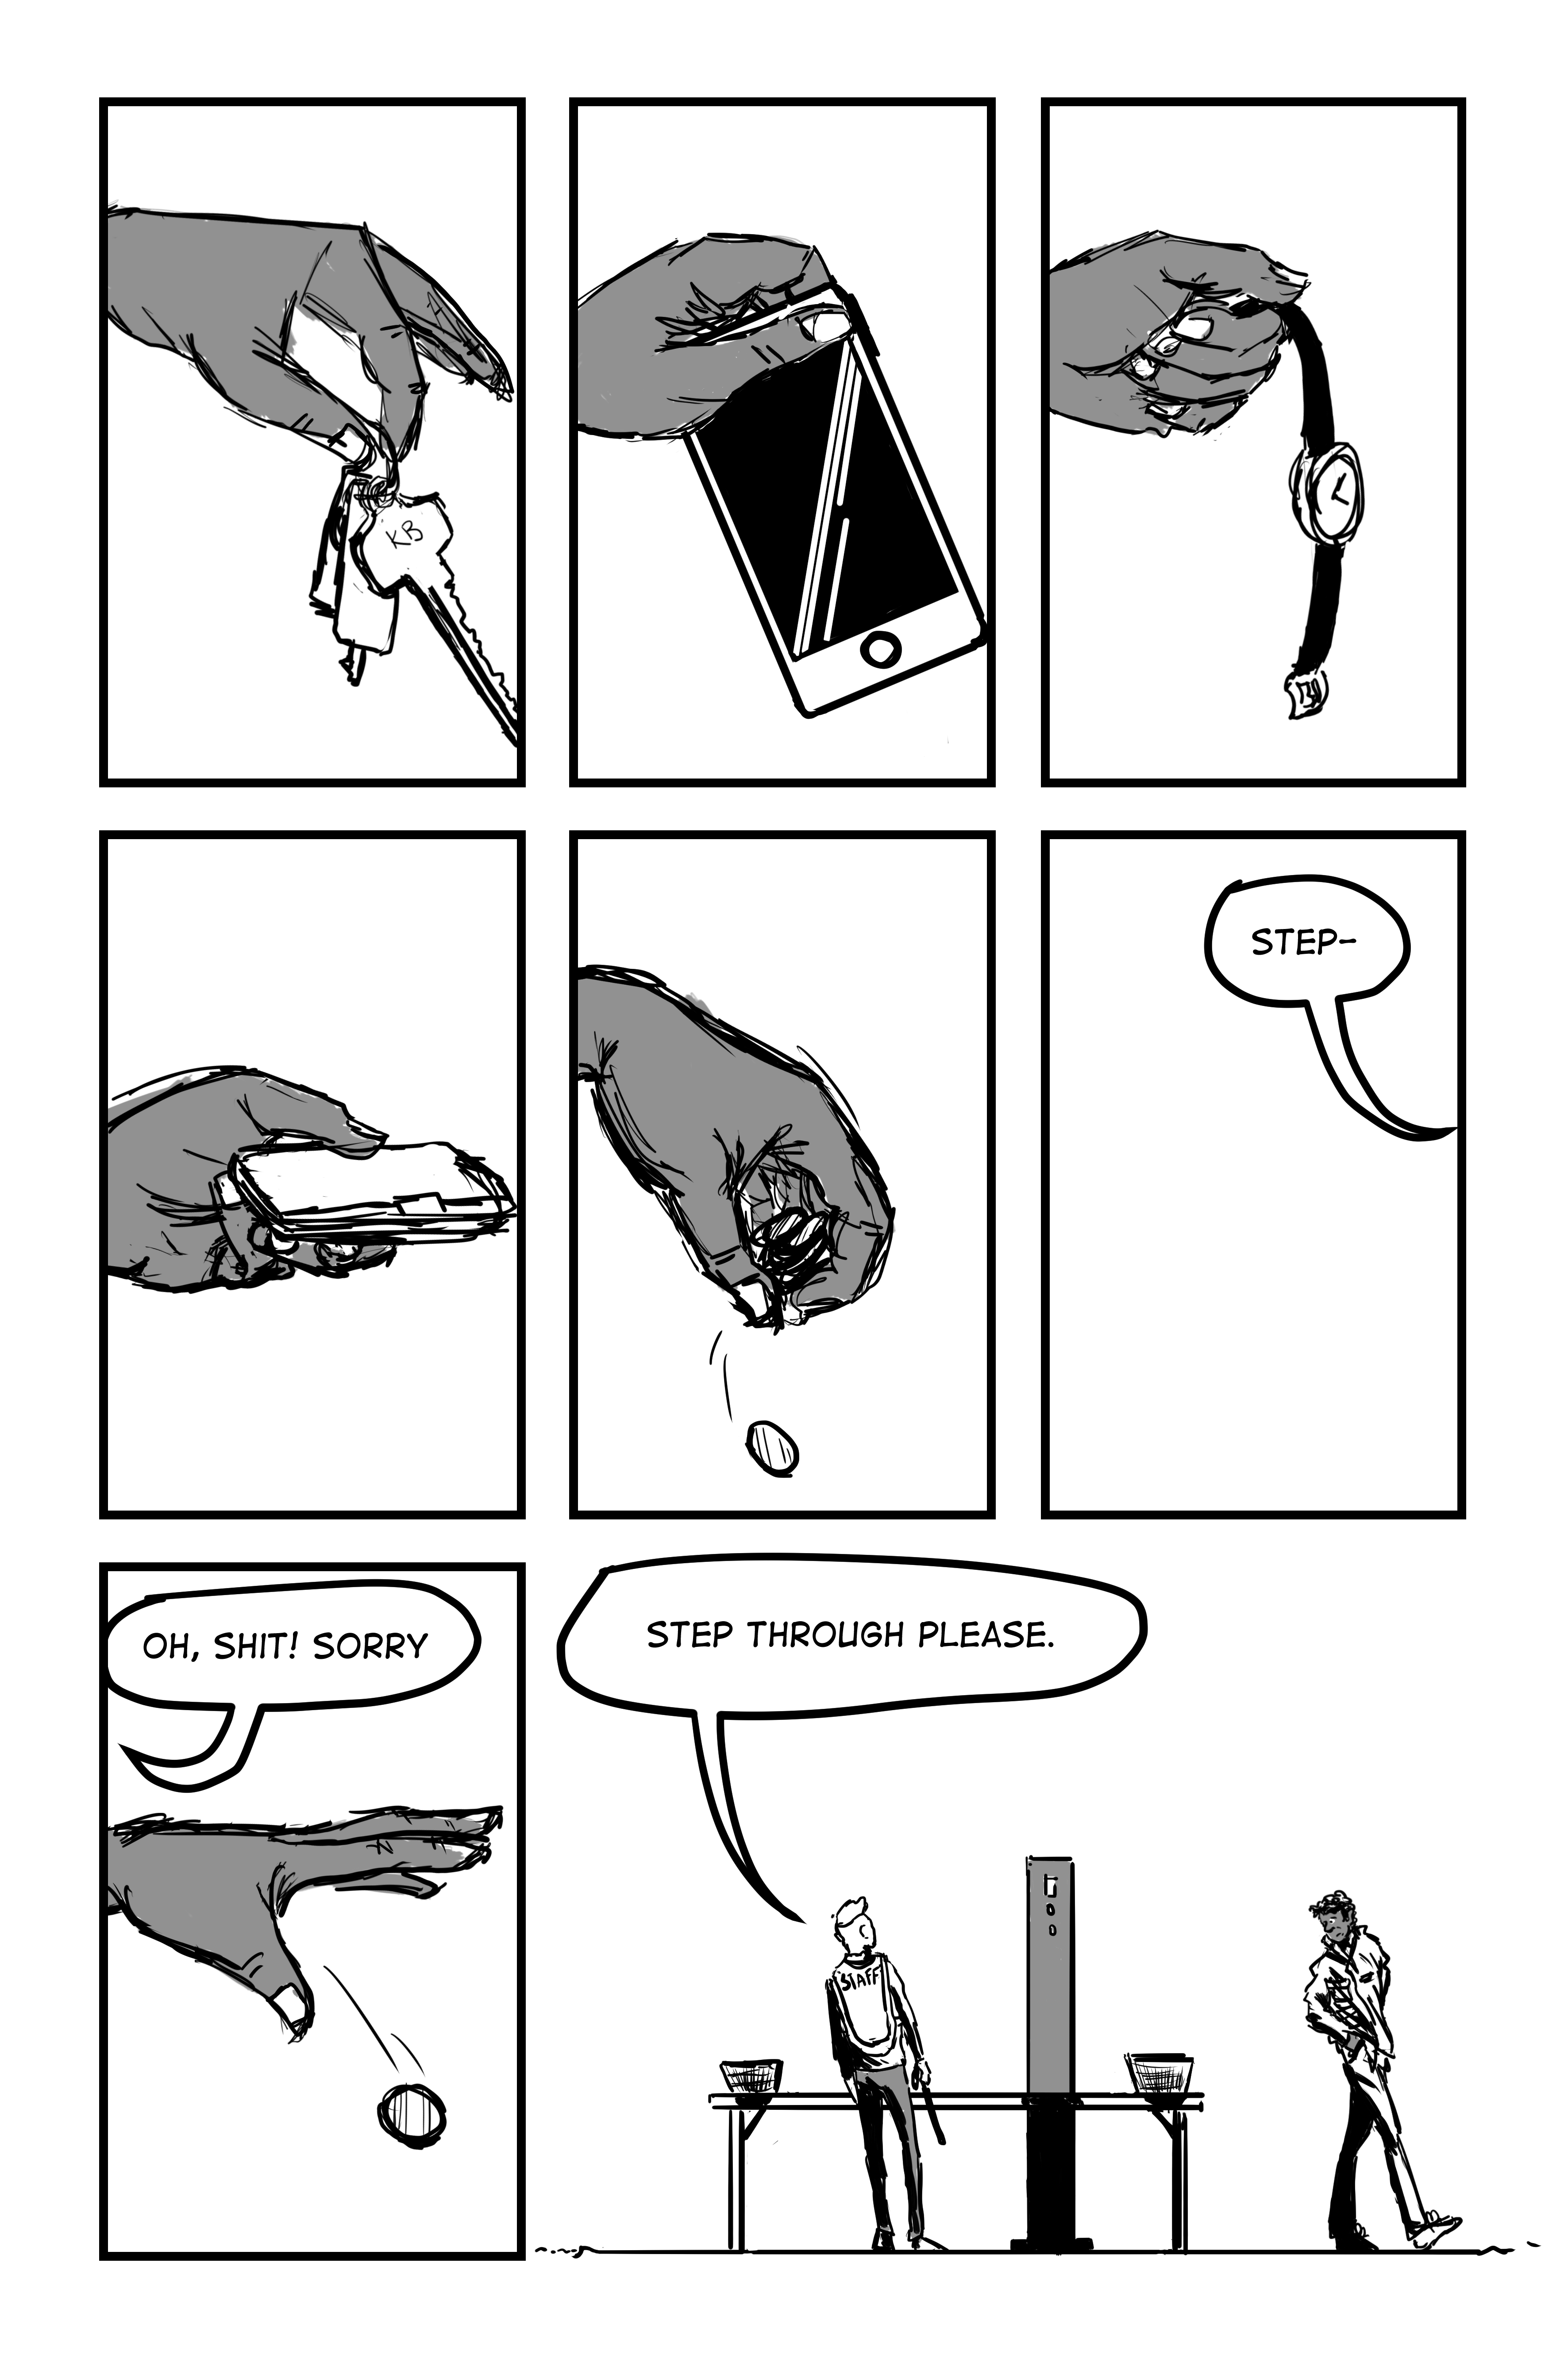 KB
STEP-
OH, SHIT! SORRY
STEP THROUGH PLEASE.
STAFF